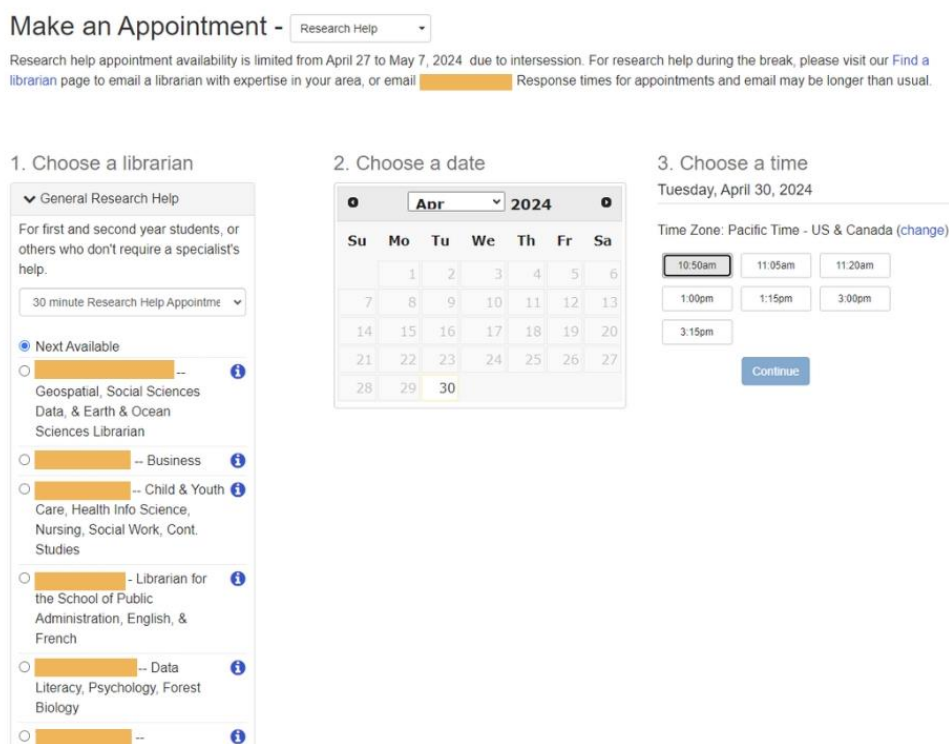 Make an Appointment - Research Help
Research help appointment availability is limited from April 27 to May 7, 2024 due to intersession. For research help during the break, please visit our Find a
librarian page to email a librarian with expertise in your area, or email Response times for appointments and email may be longer than usual.
1. Choose a librarian
General Research Help
For first and second year students, or
others who don't require a specialist's
help.
30 minute Research Help Appointme
Next Available
--
Geospatial, Social Sciences
Data, & Earth & Ocean
Sciences Librarian
-- Business
-- Child & Youth
Care, Health Info Science,
Nursing, Social Work, Cont.
Studies
- Librarian for
the School of Public
Administration, English, &
French
-- Data
Literacy, Psychology, Forest
Biology
--
2. Choose a date
Apr 2024
Su Mo Tu We Th Fr Sa
1 2 3 4 5 6
7 8 9 10 11 12 13
14 15 16 17 18 19 20
21 22 23 24 25 26 27
28 29 30
3. Choose a time
Tuesday, April 30, 2024
Time Zone: Pacific Time - US & Canada (change)
10:50am 11:05am 11:20am
1:00pm 1:15pm 3:00pm
3:15pm
Continue